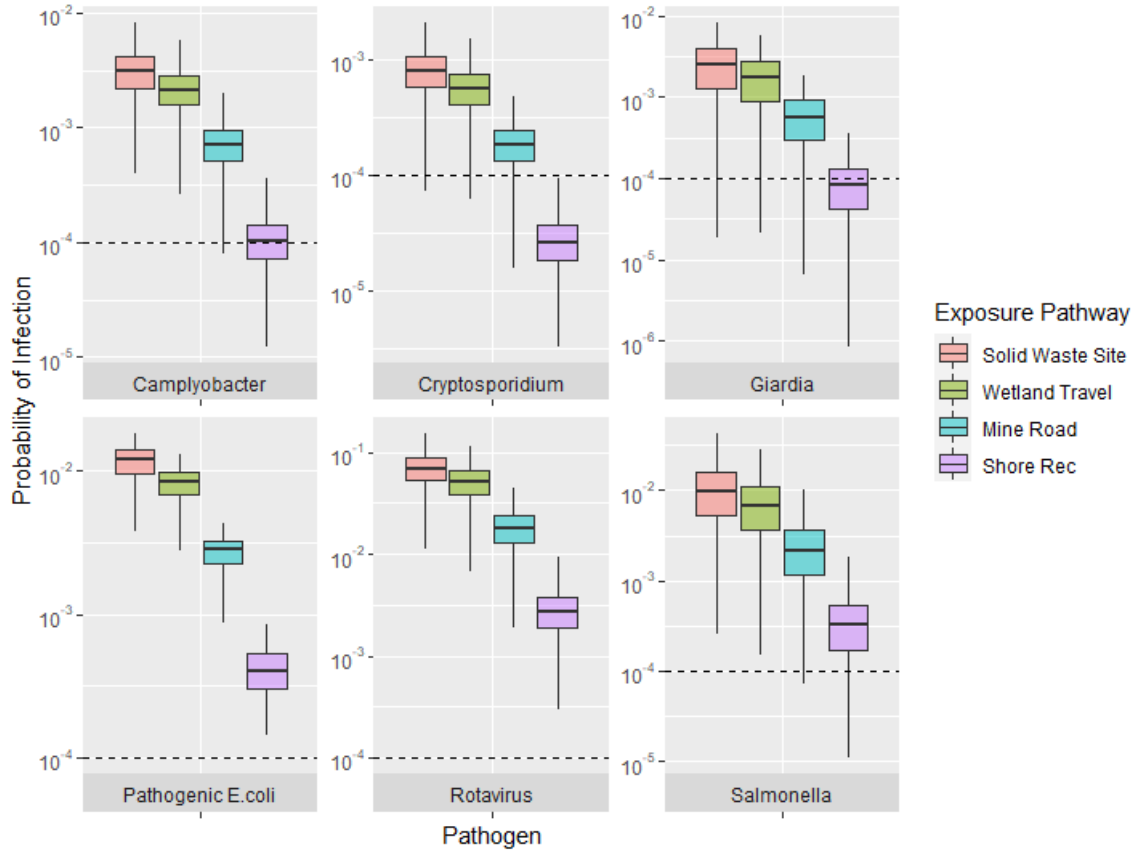 Probability of Infection
10^-2
10^-3
10^-4
10^-5
Camplyobacter
10^-3
10^-4
10^-5
Cryptosporidium
10^-2
10^-3
10^-4
10^-5
10^-6
Giardia
10^-2
10^-3
10^-4
Pathogenic E.coli
10^-1
10^-2
10^-3
10^-4
Rotavirus
10^-2
10^-3
10^-4
10^-5
Salmonella
Pathogen
Exposure Pathway
Solid Waste Site
Wetland Travel
Mine Road
Shore Rec